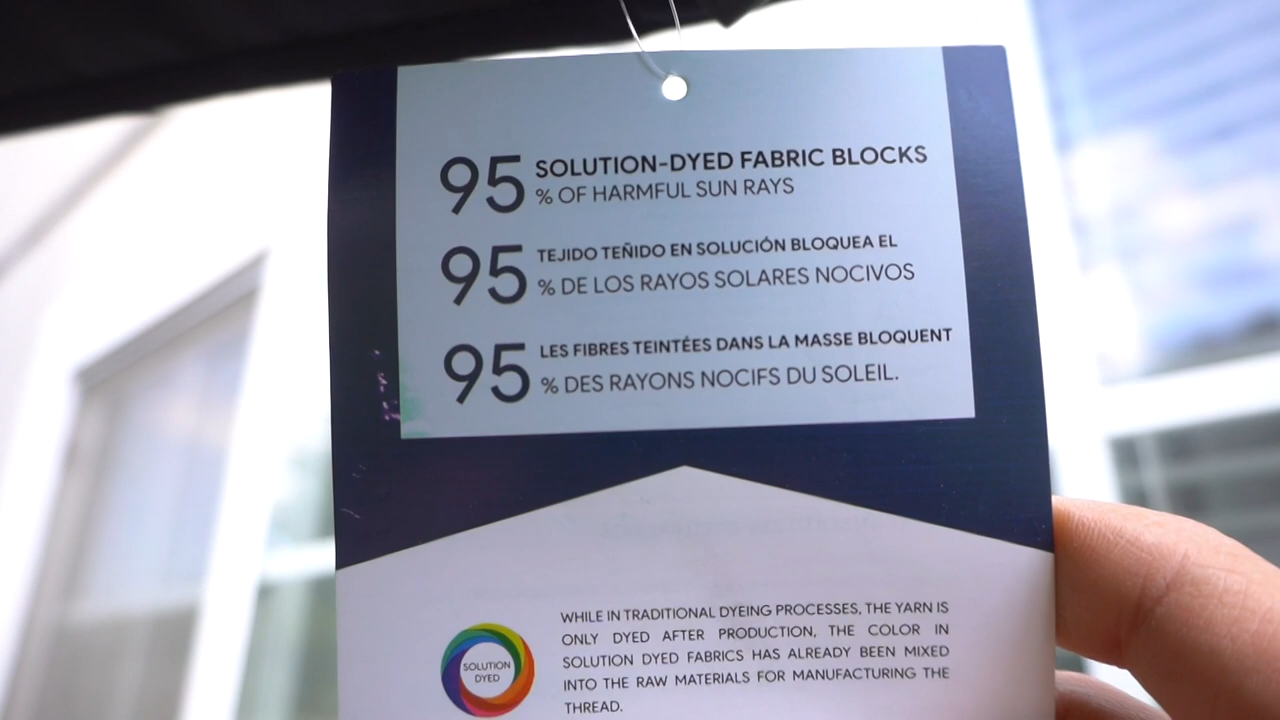 95 SOLUTION-DYED FABRIC BLOCKS
% OF HARMFUL SUN RAYS
95 TEJIDO TEÑIDO EN SOLUCIÓN BLOQUEA EL
% DE LOS RAYOS SOLARES NOCIVOS
95 LES FIBRES TEINTÉES DANS LA MASSE BLOQUENT
% DES RAYONS NOCIFS DU SOLEIL.
SOLUTION
DYED
WHILE IN TRADITIONAL DYEING PROCESSES, THE YARN IS
ONLY DYED AFTER PRODUCTION, THE COLOR IN
SOLUTION DYED FABRICS HAS ALREADY BEEN MIXED
INTO THE RAW MATERIALS FOR MANUFACTURING THE
THREAD.